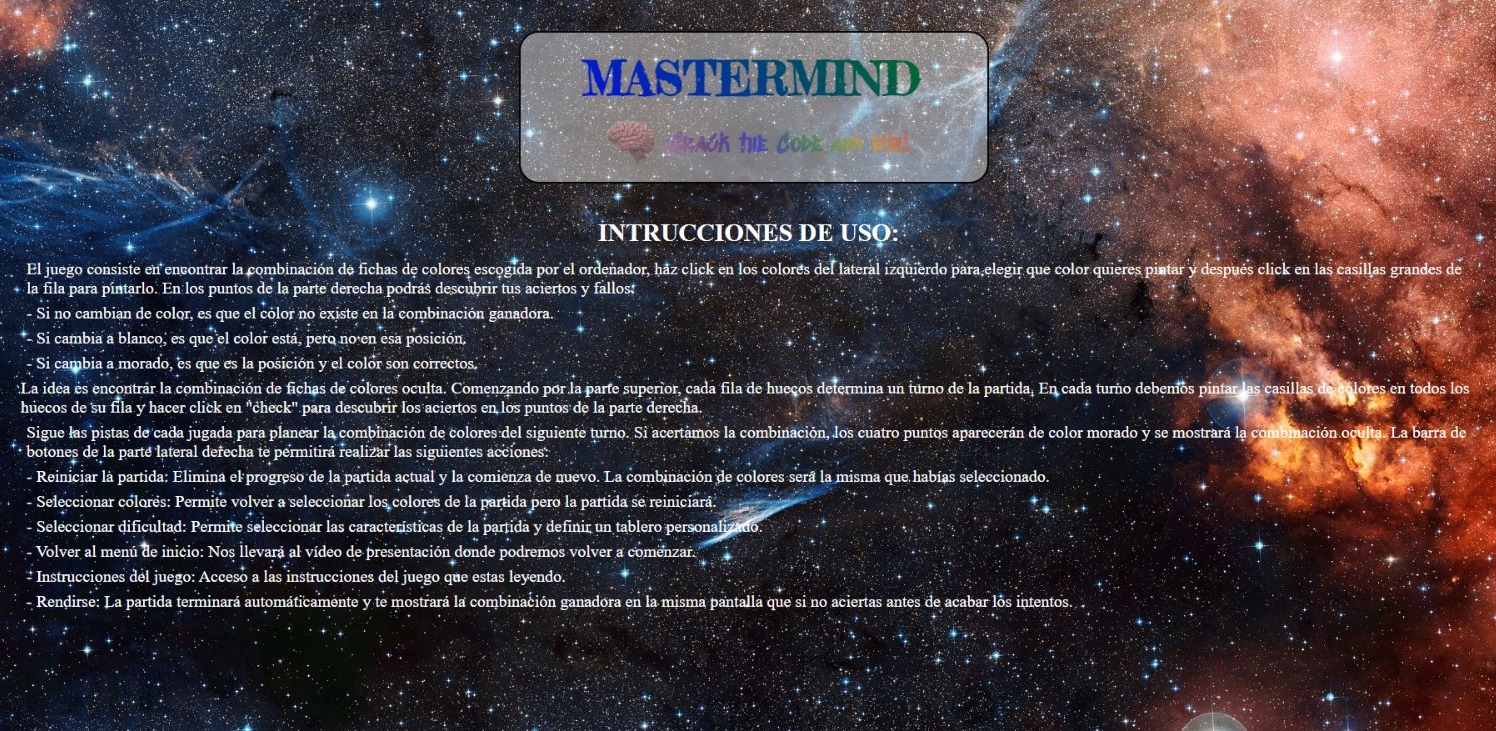 MASTERMIND
Crack the Code and Win!
INTRUCCIONES DE USO:
El juego consiste en encontrar la combinación de fichas de colores escogida por el ordenador, haz click en los colores del lateral izquierdo para elegir que color quieres pintar y después click en las casillas grandes de
la fila para pintarlo. En los puntos de la parte derecha podrás descubrir tus aciertos y fallos:
- Si no cambian de color, es que el color no existe en la combinación ganadora.
- Si cambia a blanco, es que el color está, pero no en esa posición.
- Si cambia a morado, es que es la posición y el color son correctos.
La idea es encontrar la combinación de fichas de colores oculta. Comenzando por la parte superior, cada fila de huecos determina un turno de la partida. En cada turno debemos pintar las casillas de colores en todos los
huecos de su fila y hacer click en "check" para descubrir los aciertos en los puntos de la parte derecha.
Sigue las pistas de cada jugada para planear la combinación de colores del siguiente turno. Si acertamos la combinación, los cuatro puntos aparecerán de color morado y se mostrará la combinación oculta. La barra de
botones de la parte lateral derecha te permitirá realizar las siguientes acciones:
- Reiniciar la partida: Elimina el progreso de la partida actual y la comienza de nuevo. La combinación de colores será la misma que habías seleccionado.
- Seleccionar colores: Permite volver a seleccionar los colores de la partida pero la partida se reiniciará.
- Seleccionar dificultad: Permite seleccionar las características de la partida y definir un tablero personalizado.
- Volver al menú de inicio: Nos llevará al vídeo de presentación donde podremos volver a comenzar.
- Instrucciones del juego: Acceso a las instrucciones del juego que estas leyendo.
- Rendirse: La partida terminará automáticamente y te mostrará la combinación ganadora en la misma pantalla que si no aciertas antes de acabar los intentos.